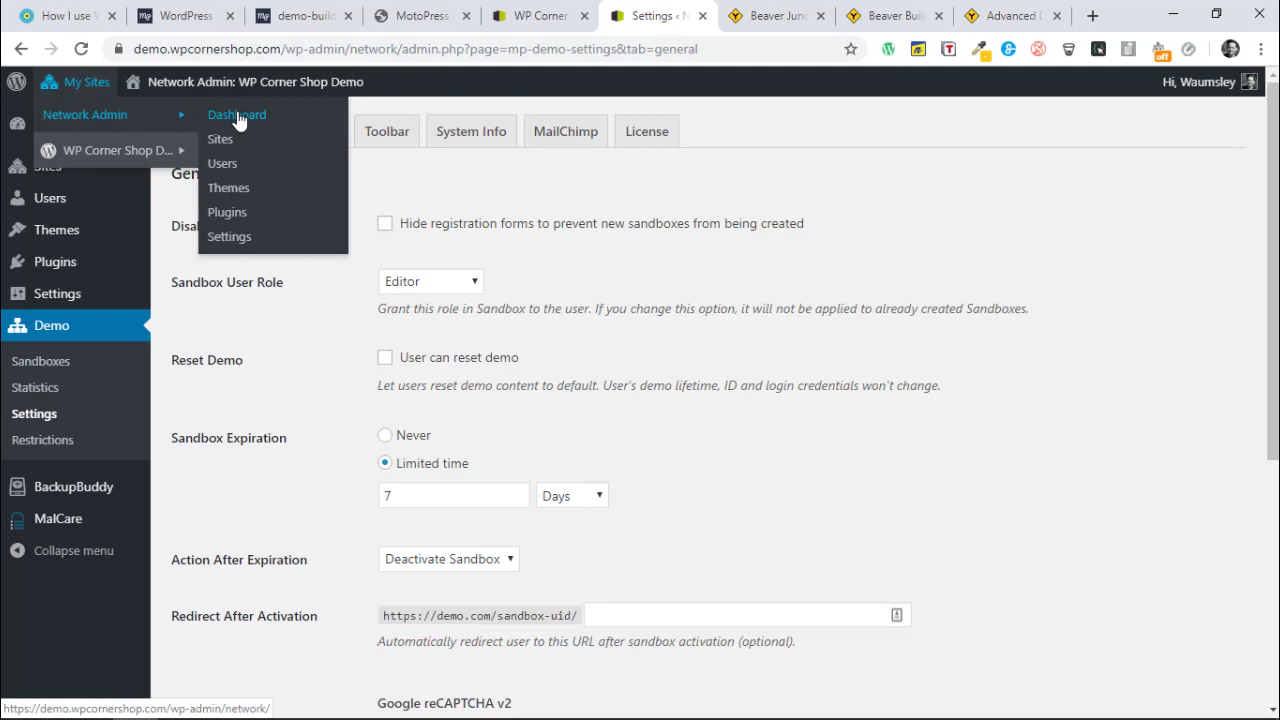 How I use V
WordPress
demo-build
MotoPress
WP Corner
Settings ‹ N
Beaver Junc
Beaver Buil
Advanced D
demo.wpcornershop.com/wp-admin/network/admin.php?page=mp-demo-settings&tab=general
My Sites
Network Admin: WP Corner Shop Demo
Hi, Waumsley
Network Admin
WP Corner Shop D...
Dashboard
Sites
Users
Themes
Plugins
Settings
Toolbar
System Info
MailChimp
License
Users
Themes
Plugins
Settings
Demo
Sandboxes
Statistics
Settings
Restrictions
BackupBuddy
MalCare
Collapse menu
Hide registration forms to prevent new sandboxes from being created
Sandbox User Role
Editor
Grant this role in Sandbox to the user. If you change this option, it will not be applied to already created Sandboxes.
Reset Demo
User can reset demo
Let users reset demo content to default. User's demo lifetime, ID and login credentials won't change.
Sandbox Expiration
Never
Limited time
7
Days
Action After Expiration
Deactivate Sandbox
Redirect After Activation
https://demo.com/sandbox-uid/
Automatically redirect user to this URL after sandbox activation (optional).
Google reCAPTCHA v2
https://demo.wpcornershop.com/wp-admin/network/
off